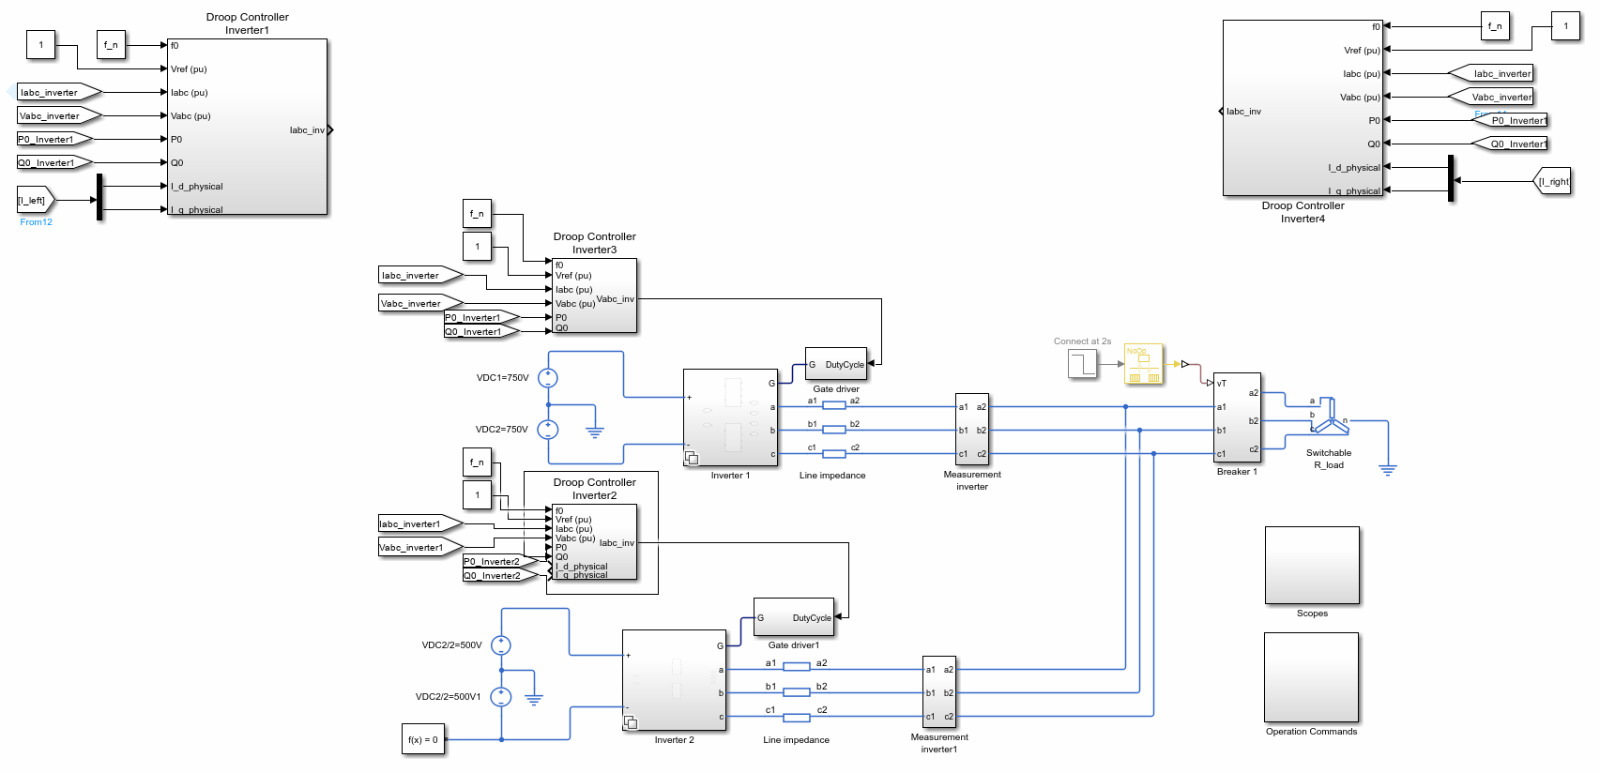 Droop Controller
Inverter1
1
f_n
f0
Vref (pu)
Iabc_inverter
Iabc (pu)
Vabc_inverter
Vabc (pu)
P0_Inverter1
P0
Q0_Inverter1
Q0
Iabc_inv
[I_left]
I_d_physical
I_q_physical
From12
f0
f_n
1
Vref (pu)
Iabc (pu)
Iabc_inverter
Vabc (pu)
Vabc_inverter
Iabc_inv
P0
P0_Inverter1
Q0
Q0_Inverter1
I_d_physical
I_q_physical
[I_right]
Droop Controller
Inverter4
f_n
1
Droop Controller
Inverter3
f0
Vref (pu)
Iabc_inverter
Iabc (pu)
Vabc_inverter
Vabc (pu)
Vabc_inv
P0_Inverter1
P0
Q0_Inverter1
Q0
Connect at 2s
NoOp
VDC1=750V
VDC2=750V
G
DutyCycle
Gate driver
+
-
G
a
b
c
Inverter 1
a1
a2
b1
b2
c1
c2
Line impedance
a1
a2
b1
b2
c1
c2
Measurement
inverter
vT
a1
b1
c1
a2
b2
c2
Breaker 1
a
b
c
n
Switchable
R_load
f_n
1
Droop Controller
Inverter2
f0
Vref (pu)
Iabc_inverter1
Iabc (pu)
Vabc_inverter1
Vabc (pu)
P0
Iabc_inv
P0_Inverter2
Q0
Q0_Inverter2
I_d_physical
I_q_physical
VDC2/2=500V
VDC2/2=500V1
f(x) = 0
G
DutyCycle
Gate driver1
+
-
G
a
b
c
Inverter 2
a1
a2
b1
b2
c1
c2
Line impedance
a1
a2
b1
b2
c1
c2
Measurement
inverter1
Scopes
Operation Commands